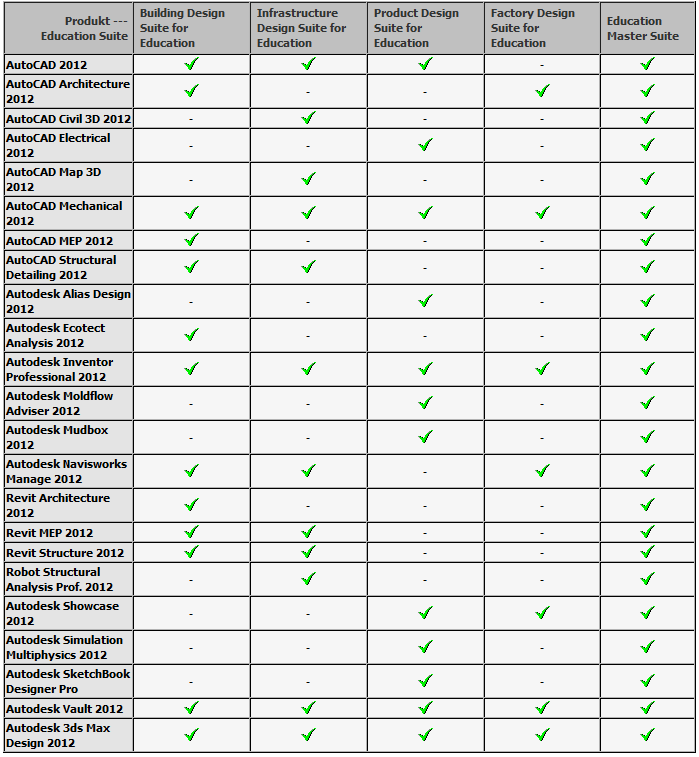 Produkt --- Education Suite
Building Design Suite for Education
Infrastructure Design Suite for Education
Product Design Suite for Education
Factory Design Suite for Education
Education Master Suite
AutoCAD 2012 ✓ ✓ ✓ - ✓
AutoCAD Architecture 2012 ✓ - - ✓ ✓
AutoCAD Civil 3D 2012 - ✓ - - ✓
AutoCAD Electrical 2012 - - ✓ - ✓
AutoCAD Map 3D 2012 - ✓ - - ✓
AutoCAD Mechanical 2012 ✓ ✓ ✓ ✓ ✓
AutoCAD MEP 2012 ✓ - - - ✓
AutoCAD Structural Detailing 2012 ✓ ✓ - - ✓
Autodesk Alias Design 2012 - - ✓ - ✓
Autodesk Ecotect Analysis 2012 ✓ - - - ✓
Autodesk Inventor Professional 2012 ✓ ✓ ✓ ✓ ✓
Autodesk Moldflow Adviser 2012 - - ✓ - ✓
Autodesk Mudbox 2012 - - ✓ - ✓
Autodesk Navisworks Manage 2012 ✓ ✓ - ✓ ✓
Revit Architecture 2012 ✓ - - - ✓
Revit MEP 2012 ✓ ✓ - - ✓
Revit Structure 2012 ✓ ✓ - - ✓
Robot Structural Analysis Prof. 2012 - ✓ - - ✓
Autodesk Showcase 2012 - - ✓ ✓ ✓
Autodesk Simulation Multiphysics 2012 - - ✓ - ✓
Autodesk SketchBook Designer Pro - - ✓ - ✓
Autodesk Vault 2012 ✓ ✓ ✓ ✓ ✓
Autodesk 3ds Max Design 2012 ✓ ✓ ✓ ✓ ✓